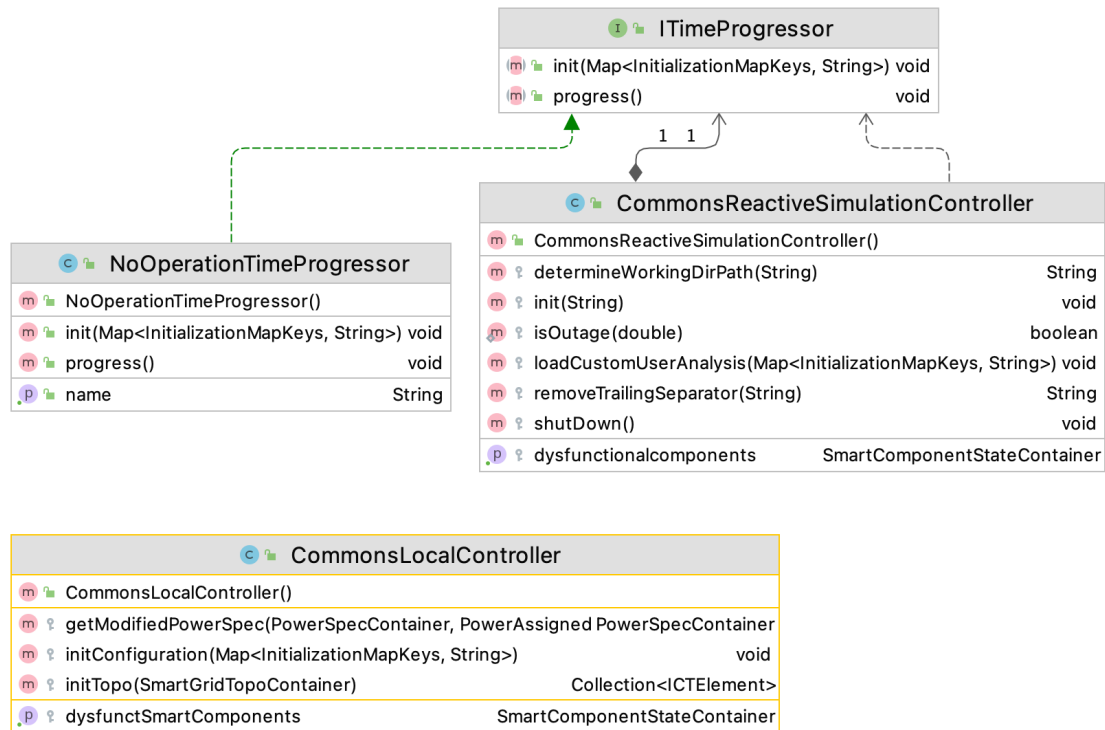 I ITimeProgressor
m init(Map<InitializationMapKeys, String>) void
m progress() void
1 1
C CommonsReactiveSimulationController
m CommonsReactiveSimulationController()
m determineWorkingDirPath(String) String
m init(String) void
m isOutage(double) boolean
m loadCustomUserAnalysis(Map<InitializationMapKeys, String>) void
m removeTrailingSeparator(String) String
m shutDown() void
p dysfunctionalcomponents SmartComponentStateContainer
C NoOperationTimeProgressor
m NoOperationTimeProgressor()
m init(Map<InitializationMapKeys, String>) void
m progress() void
p name String
C CommonsLocalController
m CommonsLocalController()
m getModifiedPowerSpec(PowerSpecContainer, PowerAssigned PowerSpecContainer
m initConfiguration(Map<InitializationMapKeys, String>) void
m initTopo(SmartGridTopoContainer) Collection<ICTElement>
p dysfunctSmartComponents SmartComponentStateContainer